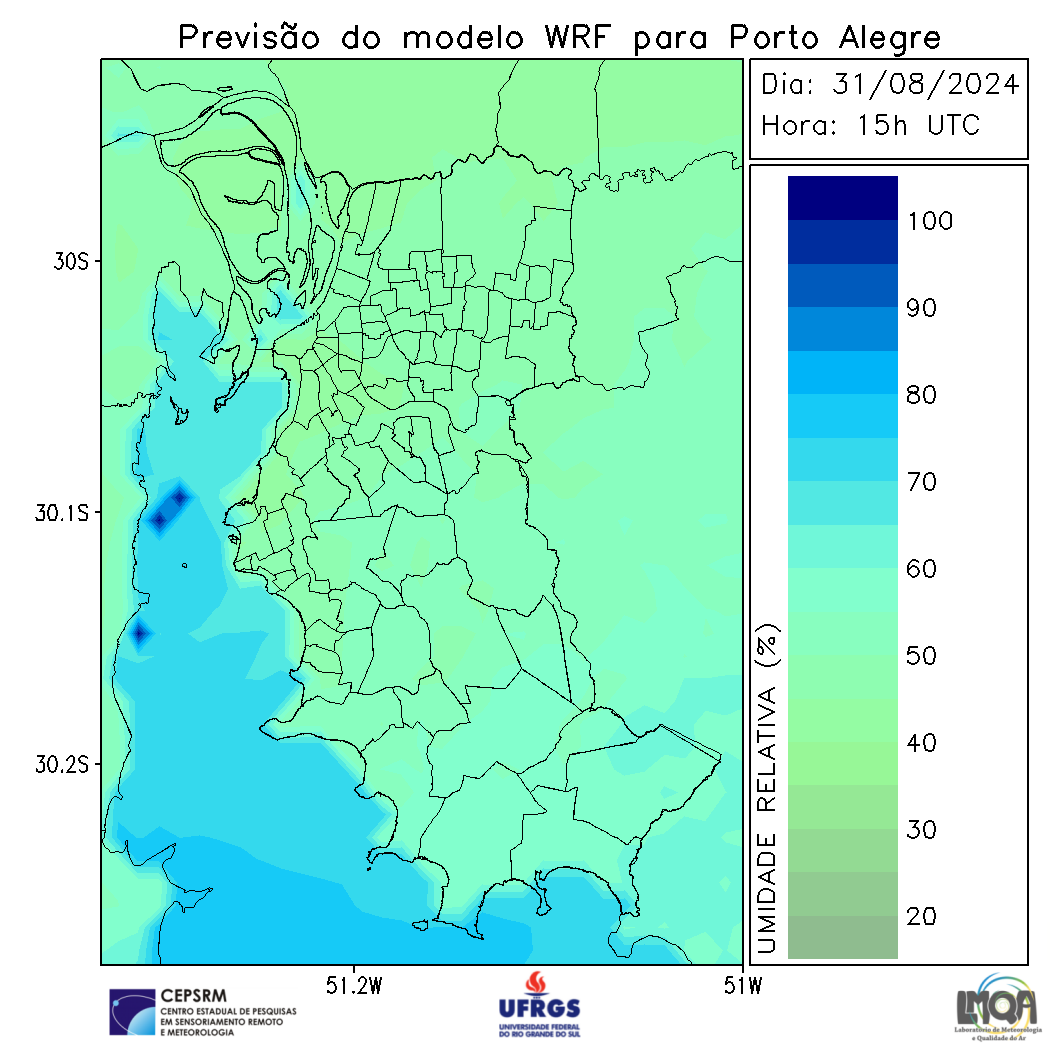 Previsão do modelo WRF para Porto Alegre
Dia: 31/08/2024
Hora: 15h UTC
100
90
80
70
60
50
40
30
20
UMIDADE RELATIVA (%)
30S
30.1S
30.2S
51.2W
51W
CEPSRM
CENTRO ESTADUAL DE PESQUISAS
EM SENSORIAMENTO REMOTO
E METEOROLOGIA
UFRGS
UNIVERSIDADE FEDERAL
DO RIO GRANDE DO SUL
LMQA
Laboratório de Meteorologia
e Qualidade do Ar